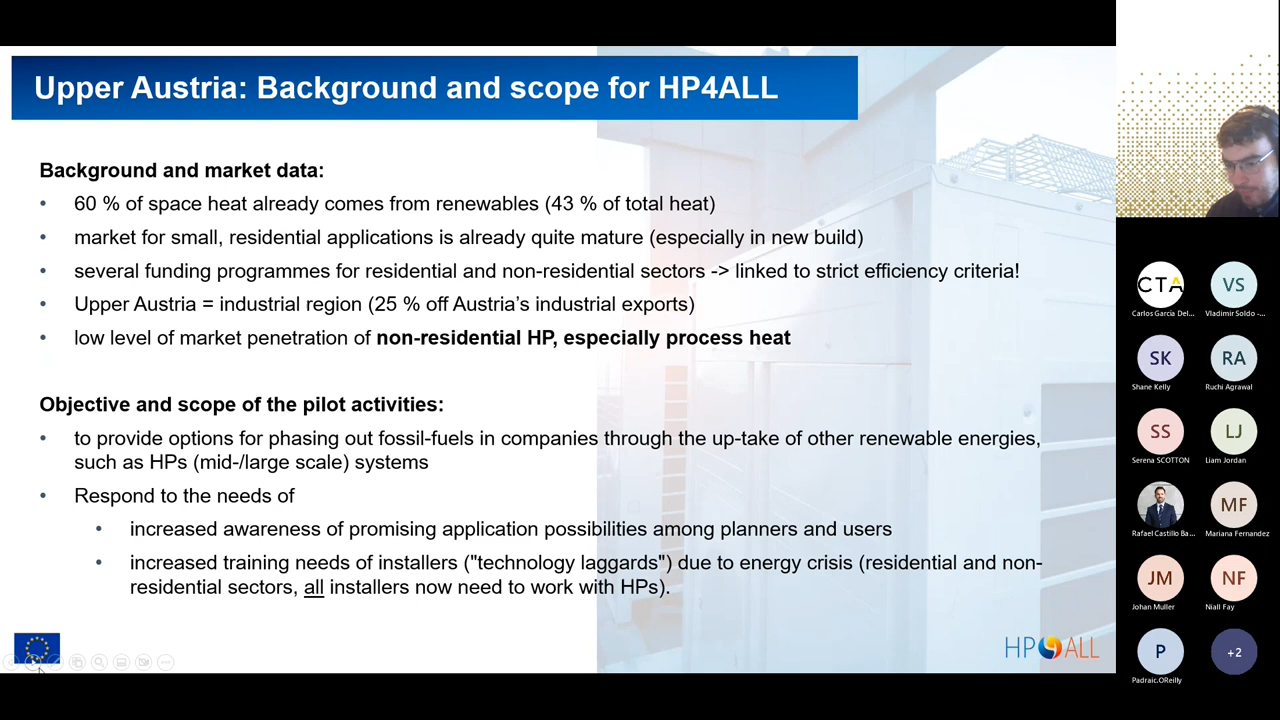 Upper Austria: Background and scope for HP4ALL
Background and market data:
• 60 % of space heat already comes from renewables (43 % of total heat)
• market for small, residential applications is already quite mature (especially in new build)
• several funding programmes for residential and non-residential sectors -> linked to strict efficiency criteria!
• Upper Austria = industrial region (25 % off Austria's industrial exports)
• low level of market penetration of non-residential HP, especially process heat
Objective and scope of the pilot activities:
• to provide options for phasing out fossil-fuels in companies through the up-take of other renewable energies,
such as HPs (mid-/large scale) systems
• Respond to the needs of
• increased awareness of promising application possibilities among planners and users
• increased training needs of installers ("technology laggards") due to energy crisis (residential and non-
residential sectors, all installers now need to work with HPs).
HP ALL
CTA
Carlos García Del...
VS
Vladimir Soldo -...
SK
Shane Kelly
RA
Ruchi Agrawal
SS
Serena SCOTTON
LJ
Liam Jordan
Rafael Castillo Ba...
MF
Mariana Fernandez
JM
Johan Muller
NF
Niall Fay
P
Padraic.OReilly
+2